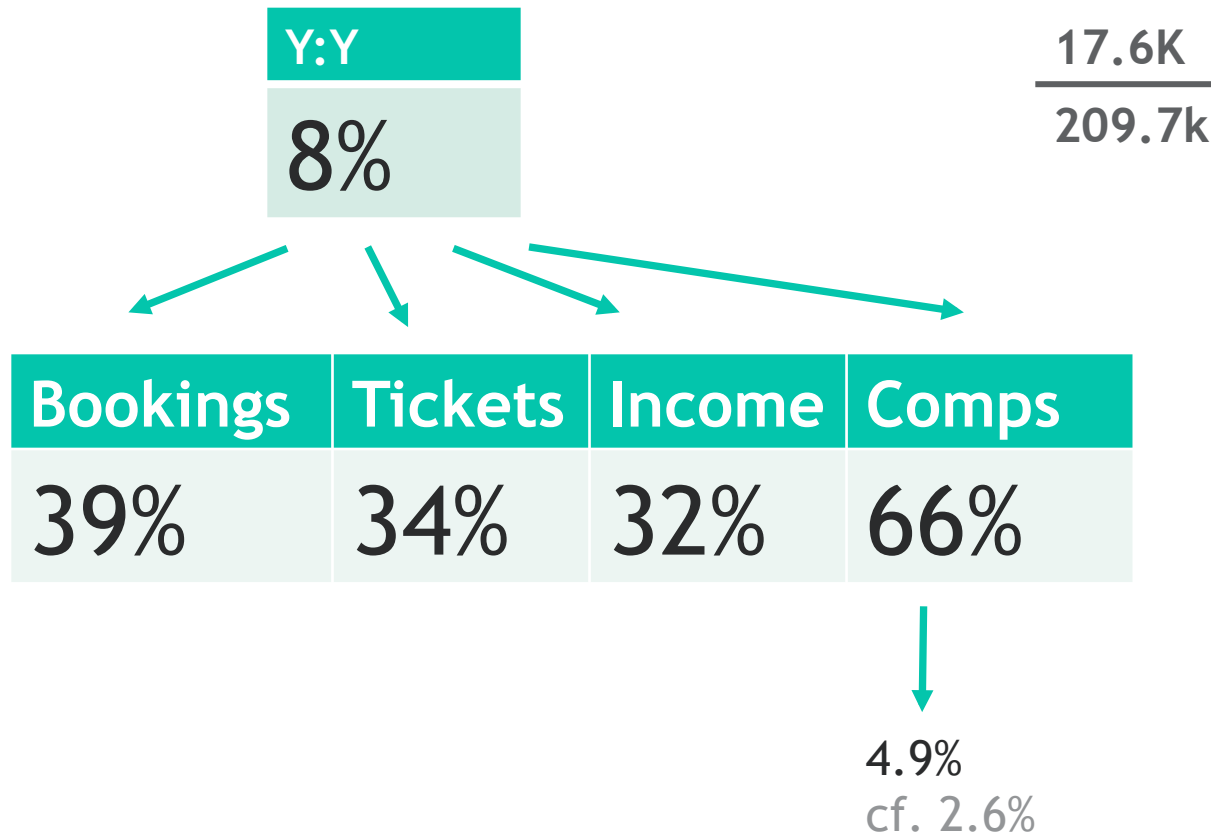 Y:Y
8%
17.6K
209.7k
Bookings Tickets Income Comps
39% 34% 32% 66%
4.9%
cf. 2.6%